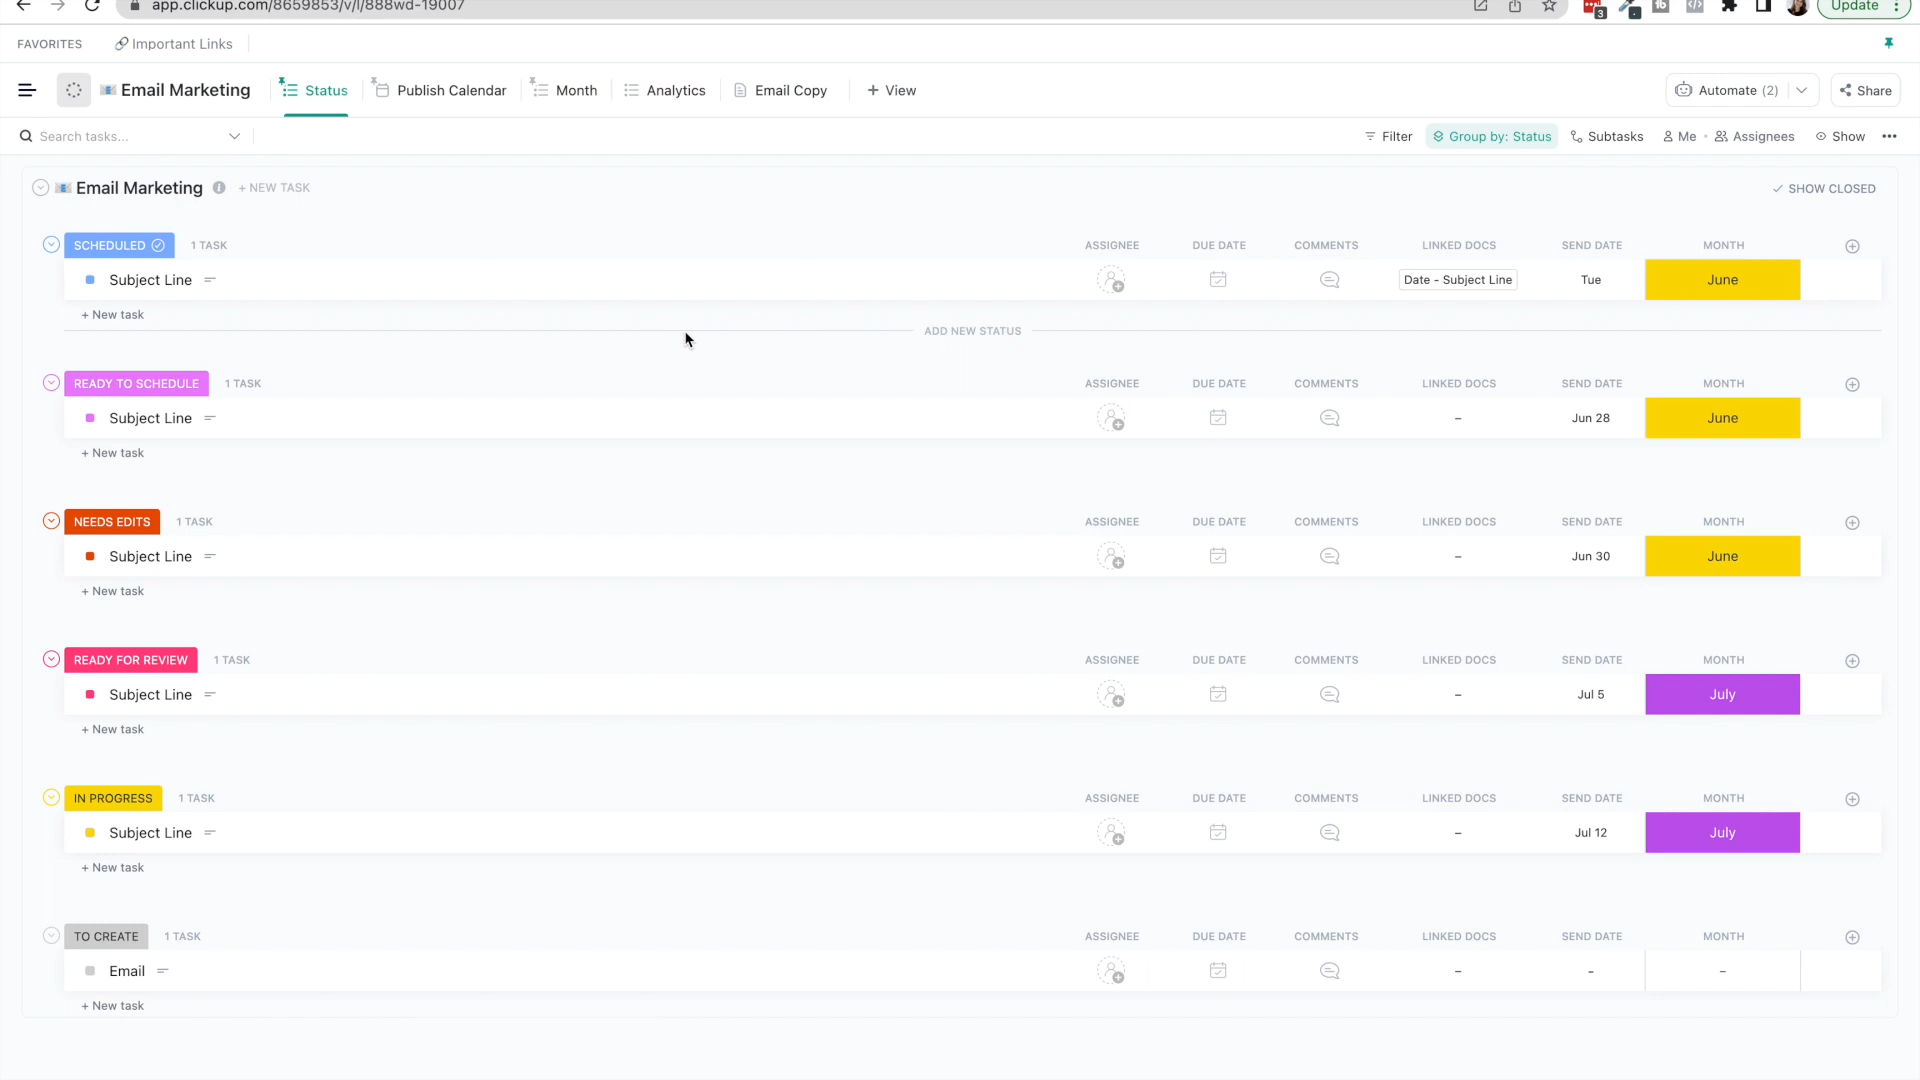 app.clickup.com/8659853/v/l/888wd-19007
3
Update
FAVORITES
Important Links
Email Marketing
Status
Publish Calendar
Month
Analytics
Email Copy
+ View
Automate (2)
Share
Search tasks...
Filter
Group by: Status
Subtasks
Me
Assignees
Show
Email Marketing
+ NEW TASK
SHOW CLOSED
SCHEDULED 1 TASK ASSIGNEE DUE DATE COMMENTS LINKED DOCS SEND DATE MONTH
Subject Line Date - Subject Line Tue June
+ New task
ADD NEW STATUS
READY TO SCHEDULE 1 TASK ASSIGNEE DUE DATE COMMENTS LINKED DOCS SEND DATE MONTH
Subject Line – Jun 28 June
+ New task
NEEDS EDITS 1 TASK ASSIGNEE DUE DATE COMMENTS LINKED DOCS SEND DATE MONTH
Subject Line – Jun 30 June
+ New task
READY FOR REVIEW 1 TASK ASSIGNEE DUE DATE COMMENTS LINKED DOCS SEND DATE MONTH
Subject Line – Jul 5 July
+ New task
IN PROGRESS 1 TASK ASSIGNEE DUE DATE COMMENTS LINKED DOCS SEND DATE MONTH
Subject Line – Jul 12 July
+ New task
TO CREATE 1 TASK ASSIGNEE DUE DATE COMMENTS LINKED DOCS SEND DATE MONTH
Email – - –
+ New task